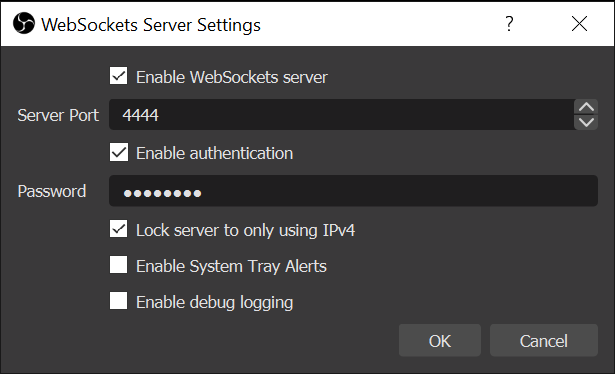 WebSockets Server Settings
Enable WebSockets server
Server Port 4444
Enable authentication
Password ●●●●●●●●
Lock server to only using IPv4
Enable System Tray Alerts
Enable debug logging
OK Cancel